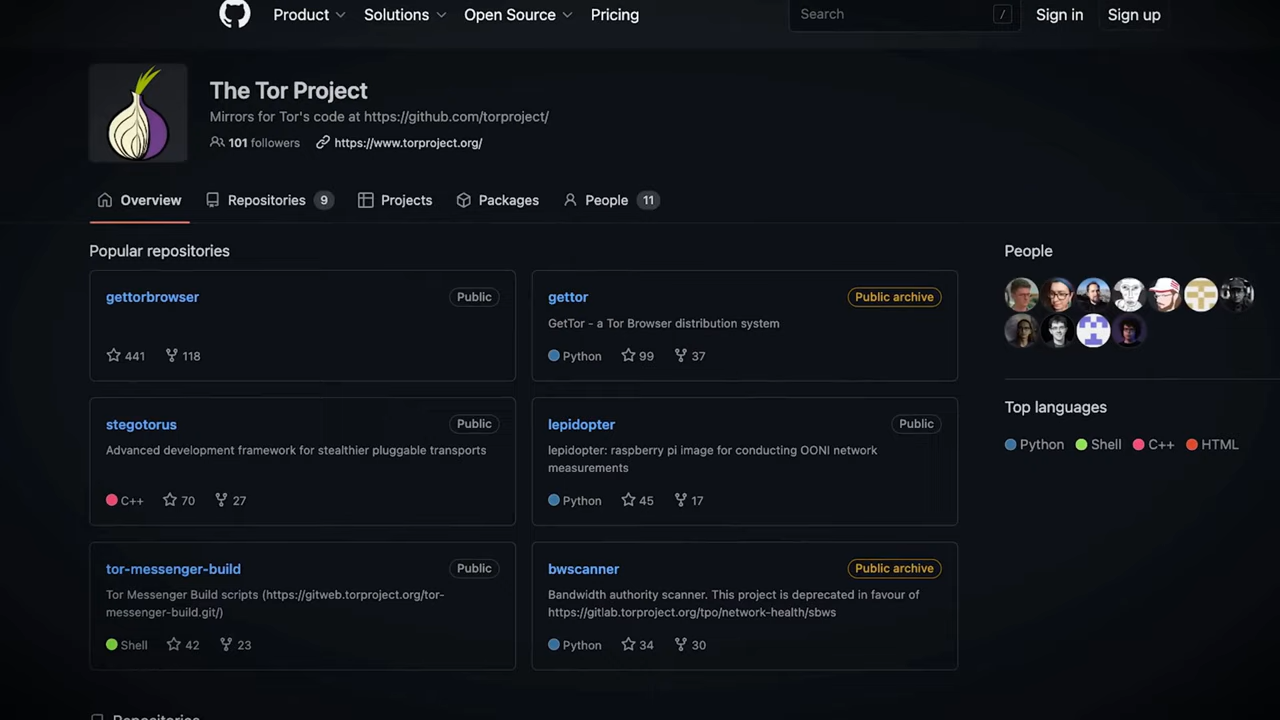 Product Solutions Open Source Pricing Search / Sign in Sign up
The Tor Project
Mirrors for Tor's code at https://github.com/torproject/
101 followers https://www.torproject.org/
Overview Repositories 9 Projects Packages People 11
Popular repositories
gettorbrowser Public
441 118
gettor Public archive
GetTor - a Tor Browser distribution system
Python 99 37
stegotorus Public
Advanced development framework for stealthier pluggable transports
C++ 70 27
lepidopter Public
lepidopter: raspberry pi image for conducting OONI network
measurements
Python 45 17
tor-messenger-build Public
Tor Messenger Build scripts (https://gitweb.torproject.org/tor-
messenger-build.git/)
Shell 42 23
bwscanner Public archive
Bandwidth authority scanner. This project is deprecated in favour of
https://gitlab.torproject.org/tpo/network-health/sbws
Python 34 30
People
Top languages
Python Shell C++ HTML
Repositories